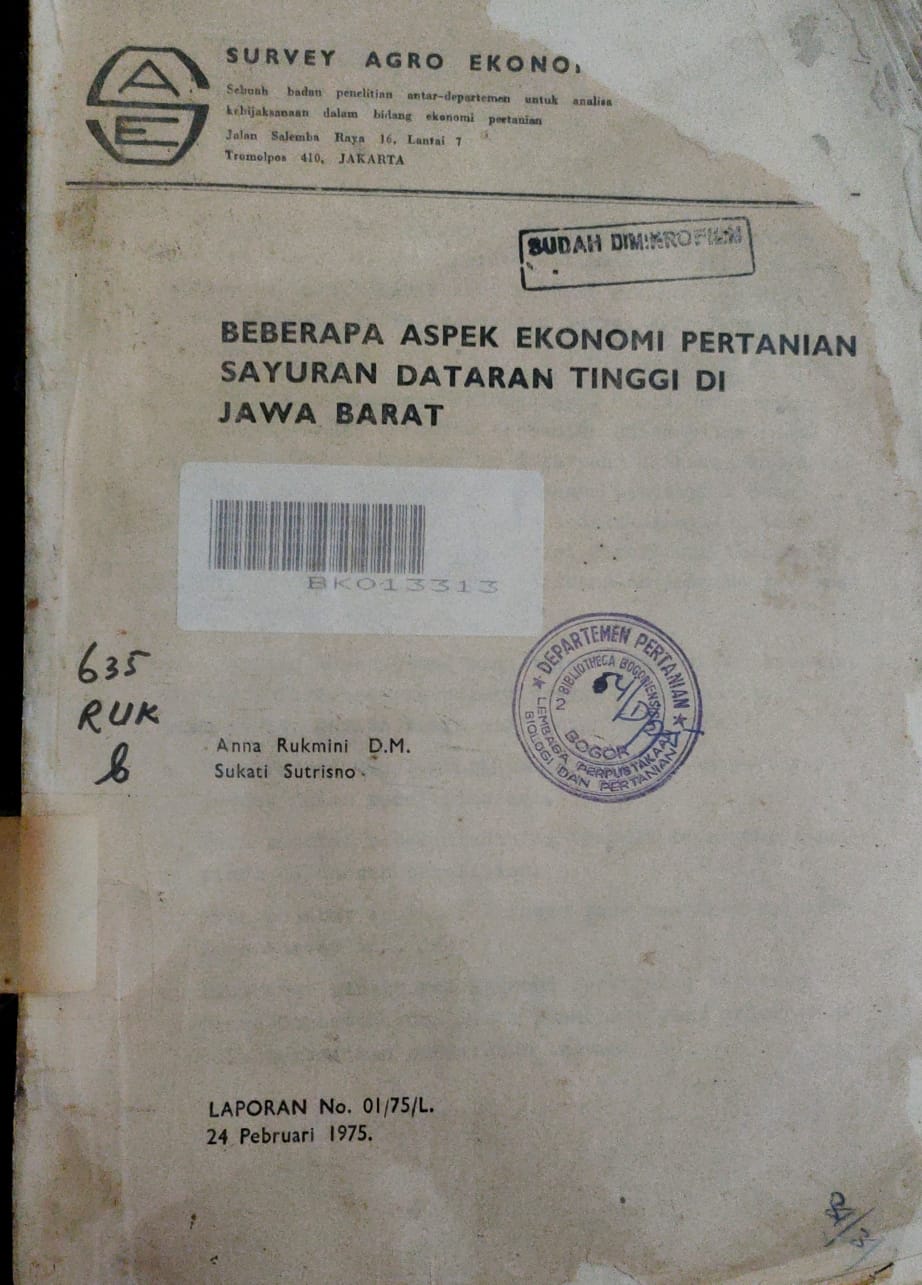 SURVEY AGRO EKONO
Sebuah badan penelitian antar-departemen untuk analisa
kebijaksanaan dalam bidang ekonomi pertanian
Jalan Salemba Raya 16, Lantai 7
Tromolpos 410, JAKARTA
SAE
SUDAH DIMIKROFILM
BEBERAPA ASPEK EKONOMI PERTANIAN
SAYURAN DATARAN TINGGI DI
JAWA BARAT
BK013313
635
RUK
b
Anna Rukmini D.M.
Sukati Sutrisno
★ DEPARTEMEN PERTANIAN ★
LEMBAGA PERPUSTAKAAN
BIOLOGI DAN PERTANIAN
BIBLIOTHECA BOGORIENSIS
BOGOR
LAPORAN No. 01/75/L.
24 Pebruari 1975.